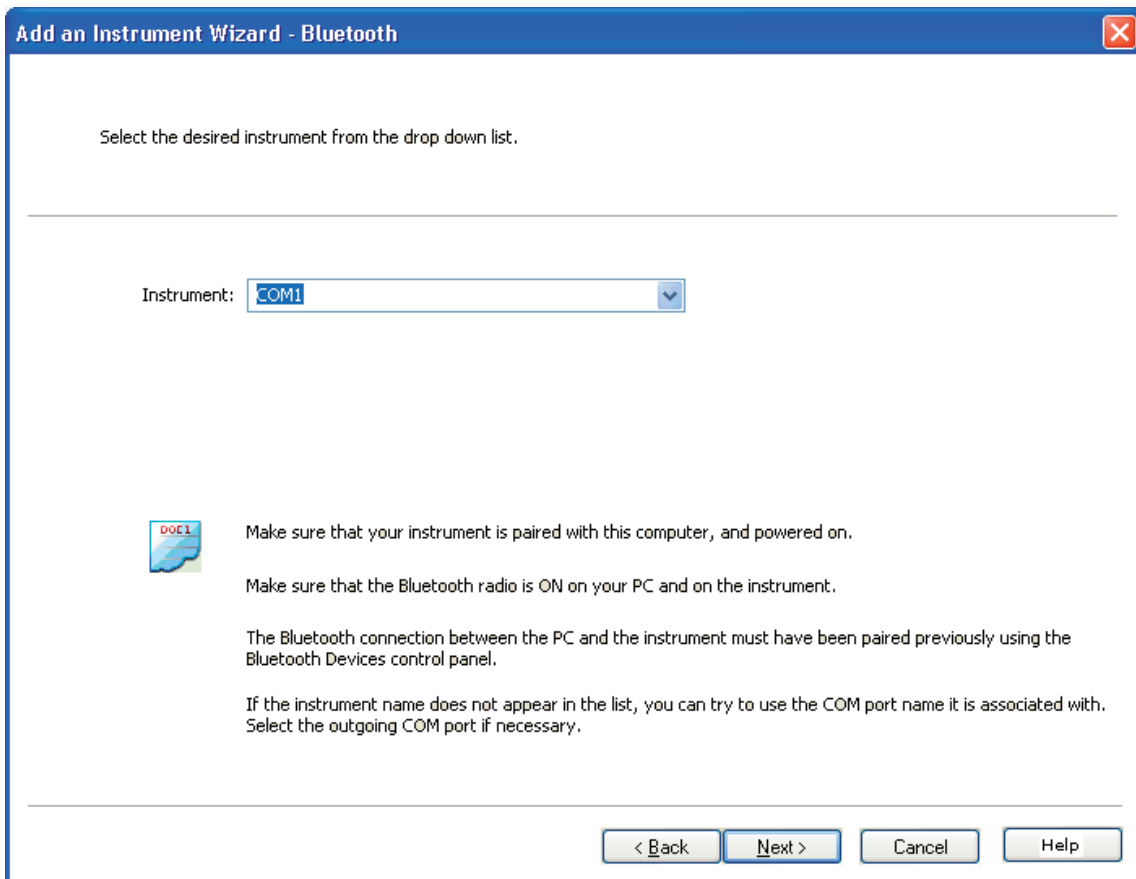 Add an Instrument Wizard - Bluetooth
Select the desired instrument from the drop down list.
Instrument: COM1
DOE1
Make sure that your instrument is paired with this computer, and powered on.
Make sure that the Bluetooth radio is ON on your PC and on the instrument.
The Bluetooth connection between the PC and the instrument must have been paired previously using the
Bluetooth Devices control panel.
If the instrument name does not appear in the list, you can try to use the COM port name it is associated with.
Select the outgoing COM port if necessary.
< Back Next > Cancel Help